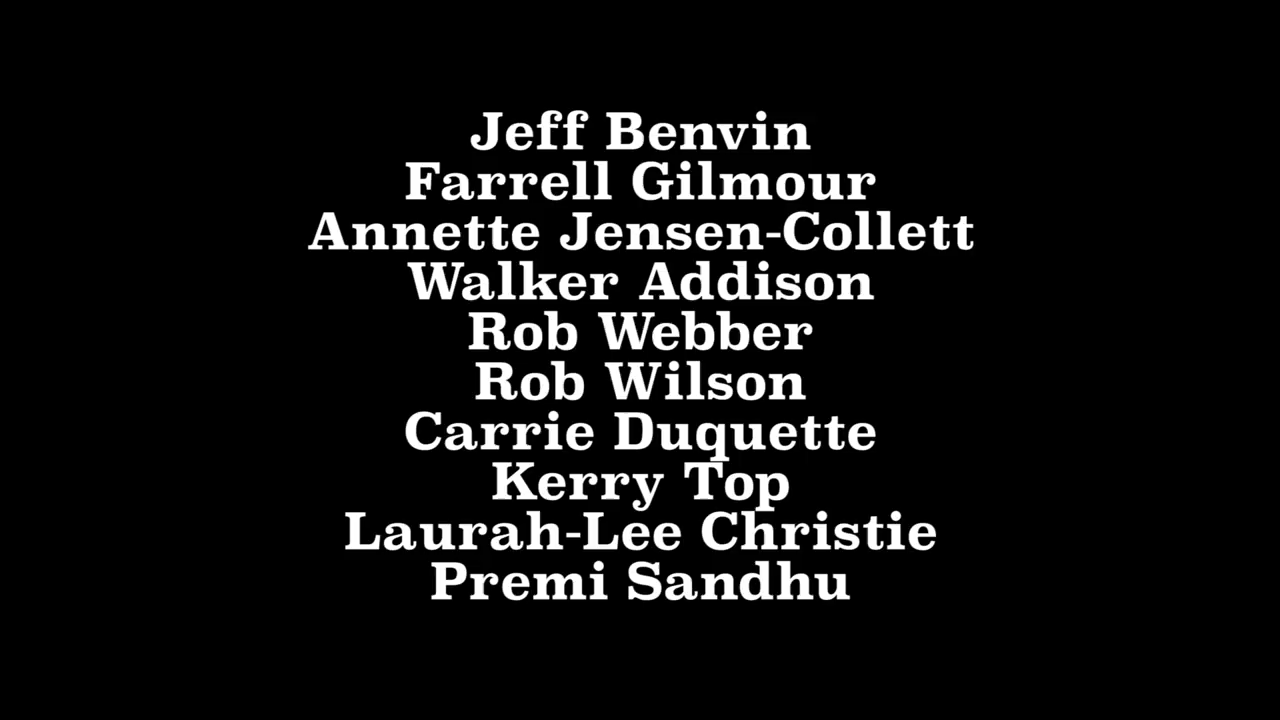 Jeff Benvin
Farrell Gilmour
Annette Jensen-Collett
Walker Addison
Rob Webber
Rob Wilson
Carrie Duquette
Kerry Top
Laurah-Lee Christie
Premi Sandhu